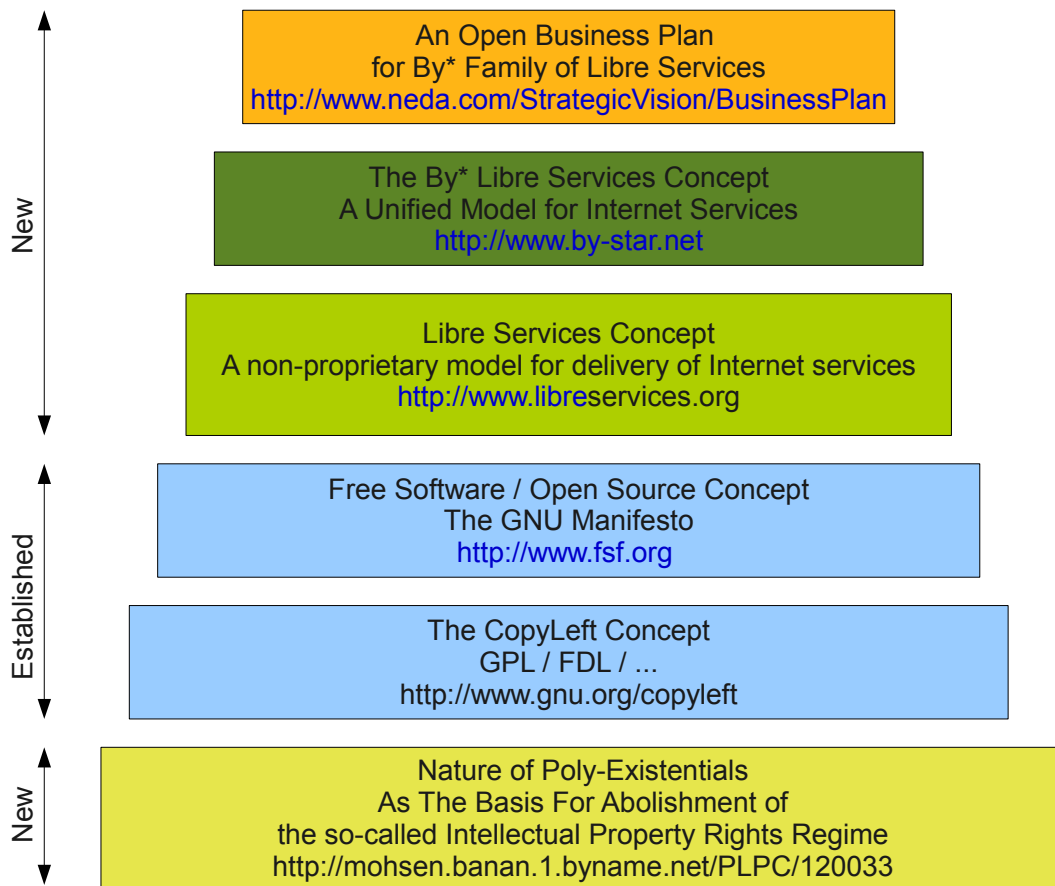 An Open Business Plan
for By* Family of Libre Services
http://www.neda.com/StrategicVision/BusinessPlan
The By* Libre Services Concept
A Unified Model for Internet Services
http://www.by-star.net
New
Libre Services Concept
A non-proprietary model for delivery of Internet services
http://www.libreservices.org
Free Software / Open Source Concept
The GNU Manifesto
http://www.fsf.org
Established
The CopyLeft Concept
GPL / FDL / ...
http://www.gnu.org/copyleft
New
Nature of Poly-Existentials
As The Basis For Abolishment of
the so-called Intellectual Property Rights Regime
http://mohsen.banan.1.byname.net/PLPC/120033